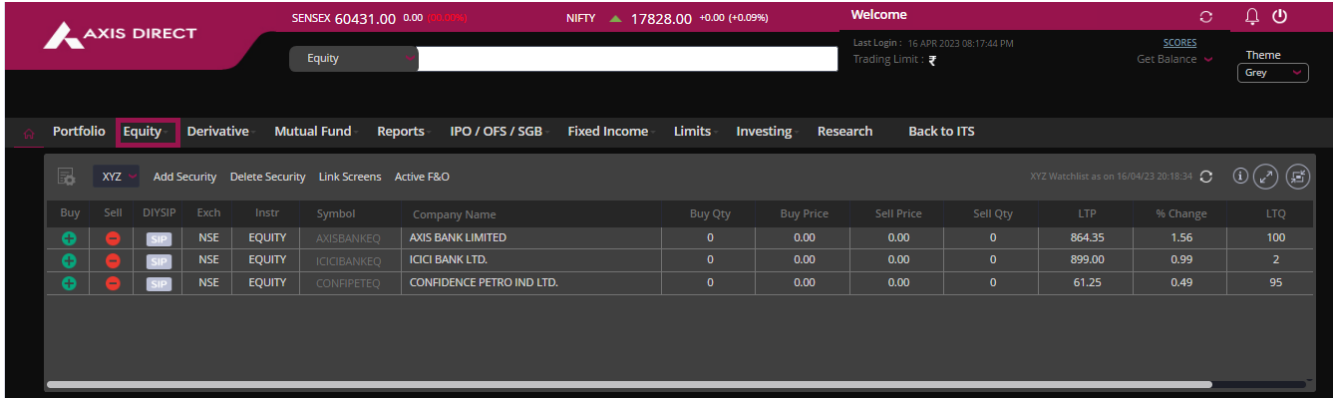 AXIS DIRECT
SENSEX 60431.00 0.00 (00.00%) NIFTY 17828.00 +0.00 (+0.09%) Welcome
Equity
Last Login : 16 APR 2023 08:17:44 PM SCORES
Trading Limit : ₹ Get Balance
Theme
Grey
Portfolio Equity Derivative Mutual Fund Reports IPO / OFS / SGB Fixed Income Limits Investing Research Back to ITS
XYZ Add Security Delete Security Link Screens Active F&O XYZ Watchlist as on 16/04/23 20:18:34
Buy Sell DIYSIP Exch Instr Symbol Company Name Buy Qty Buy Price Sell Price Sell Qty LTP % Change LTQ
SIP NSE EQUITY AXISBANKEQ AXIS BANK LIMITED 0 0.00 0.00 0 864.35 1.56 100
SIP NSE EQUITY ICICIBANKEQ ICICI BANK LTD. 0 0.00 0.00 0 899.00 0.99 2
SIP NSE EQUITY CONFIPETEQ CONFIDENCE PETRO IND LTD. 0 0.00 0.00 0 61.25 0.49 95